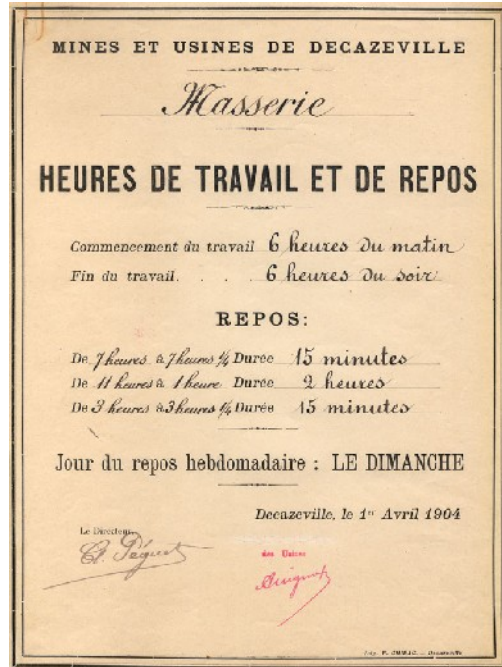 MINES ET USINES DE DECAZEVILLE
Masserie
HEURES DE TRAVAIL ET DE REPOS
Commencement du travail 6 heures du matin
Fin du travail. . . 6 heures du soir
REPOS:
De 7 heures à 7 heures 1/4 Durée 15 minutes
De 11 heures à 1 heure Durée 2 heures
De 3 heures à 3 heures 1/4 Durée 15 minutes
Jour du repos hebdomadaire : LE DIMANCHE
Decazeville, le 1er Avril 1904
Le Directeur,
des Usines